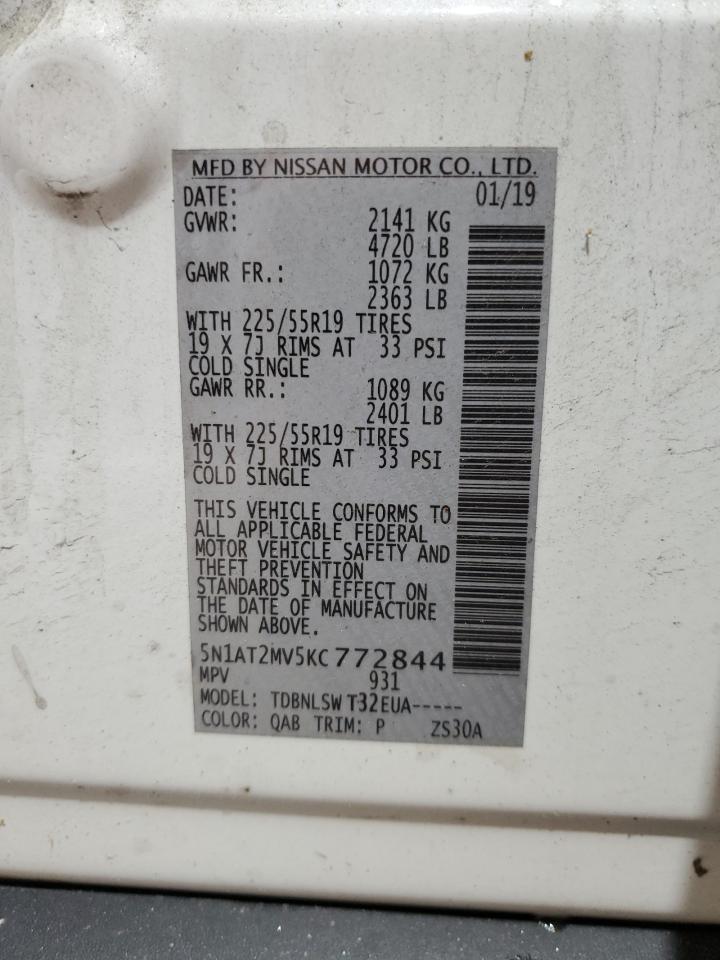 MFD BY NISSAN MOTOR CO., LTD.
DATE: 01/19
GVWR: 2141 KG
4720 LB
GAWR FR.: 1072 KG
2363 LB
WITH 225/55R19 TIRES
19 X 7J RIMS AT 33 PSI
COLD SINGLE
GAWR RR.: 1089 KG
2401 LB
WITH 225/55R19 TIRES
19 X 7J RIMS AT 33 PSI
COLD SINGLE
THIS VEHICLE CONFORMS TO
ALL APPLICABLE FEDERAL
MOTOR VEHICLE SAFETY AND
THEFT PREVENTION
STANDARDS IN EFFECT ON
THE DATE OF MANUFACTURE
SHOWN ABOVE.
5N1AT2MV5KC772844
MPV 931
MODEL: TDBNLSW T32EUA-----
COLOR: QAB TRIM: P ZS30A